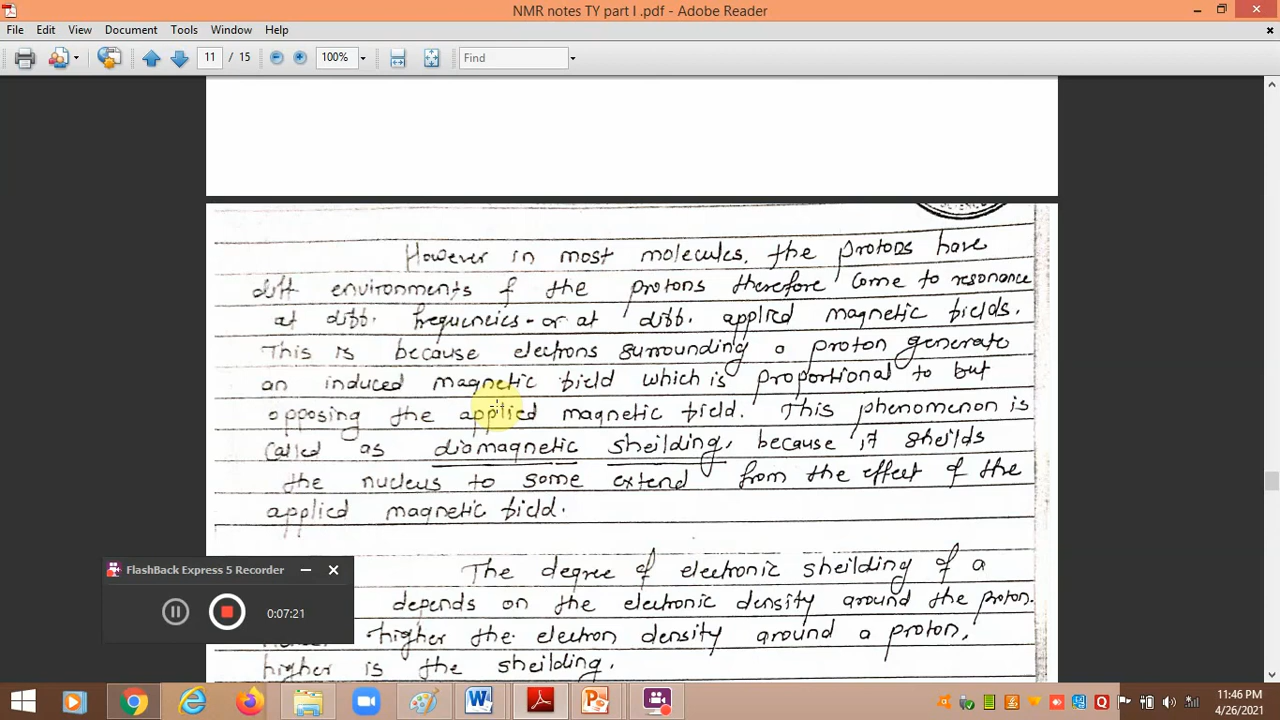 NMR notes TY part I .pdf - Adobe Reader
File Edit View Document Tools Window Help
11 / 15 100% Find
However in most molecules, the protons have
diff environments f the protons therefore come to resonance
at diff. frequencies - or at diff. applied magnetic fields.
This is because electrons surrounding a proton generate
an induced magnetic field which is proportional to but
opposing the applied magnetic field. This phenomenon is
called as diamagnetic sheilding, because it sheilds
the nucleus to some extend from the effect of the
applied magnetic field.
The degree of electronic sheilding of a
depends on the electronic density around the proton.
higher the electron density around a proton,
higher is the sheilding.
FlashBack Express 5 Recorder
0:07:21
11:46 PM
4/26/2021